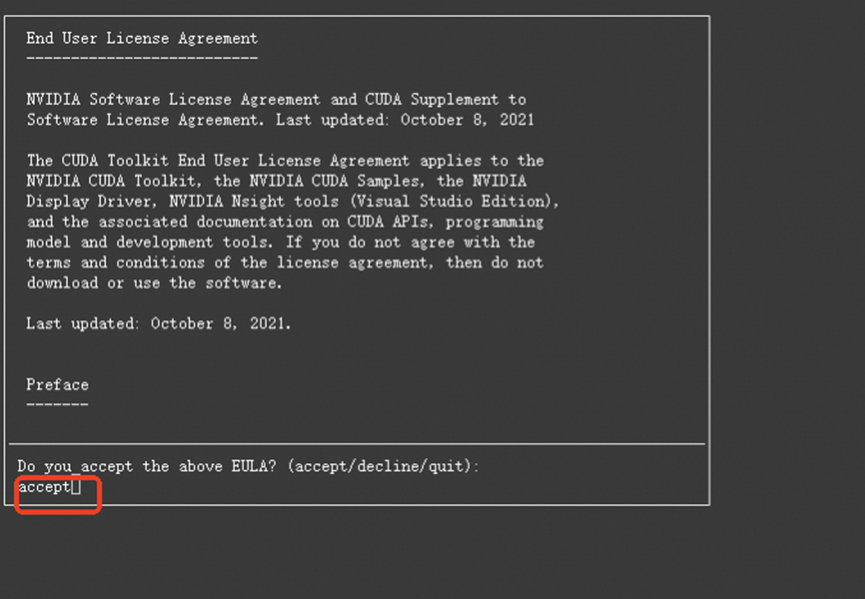 End User License Agreement
--------------------------
NVIDIA Software License Agreement and CUDA Supplement to
Software License Agreement. Last updated: October 8, 2021
The CUDA Toolkit End User License Agreement applies to the
NVIDIA CUDA Toolkit, the NVIDIA CUDA Samples, the NVIDIA
Display Driver, NVIDIA Nsight tools (Visual Studio Edition),
and the associated documentation on CUDA APIs, programming
model and development tools. If you do not agree with the
terms and conditions of the license agreement, then do not
download or use the software.
Last updated: October 8, 2021.
Preface
-------
Do you accept the above EULA? (accept/decline/quit):
accept